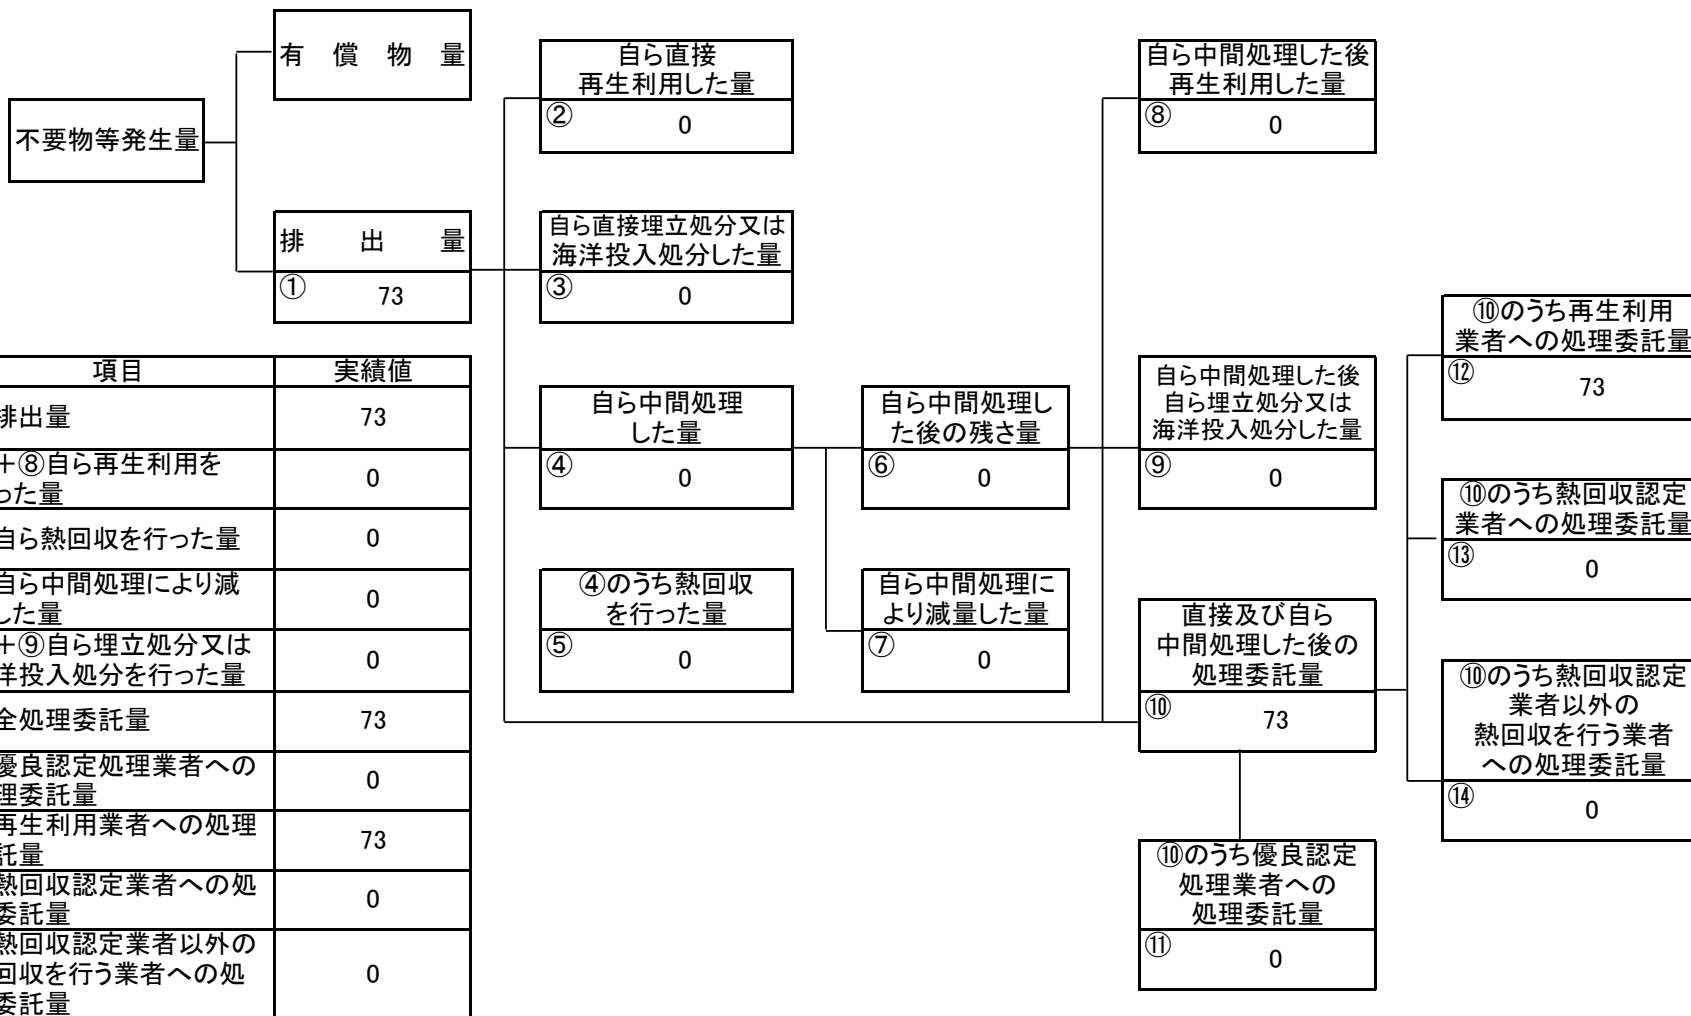 有償物量
不要物等発生量
排出量
① 73
自ら直接
再生利用した量
② 0
自ら直接埋立処分又は
海洋投入処分した量
③ 0
自ら中間処理
した量
④ 0
④のうち熱回収
を行った量
⑤ 0
自ら中間処理し
た後の残さ量
⑥ 0
自ら中間処理に
より減量した量
⑦ 0
自ら中間処理した後
再生利用した量
⑧ 0
自ら中間処理した後
自ら埋立処分又は
海洋投入処分した量
⑨ 0
直接及び自ら
中間処理した後の
処理委託量
⑩ 73
⑩のうち優良認定
処理業者への
処理委託量
⑪ 0
⑩のうち再生利用
業者への処理委託量
⑫ 73
⑩のうち熱回収認定
業者への処理委託量
⑬ 0
⑩のうち熱回収認定
業者以外の
熱回収を行う業者
への処理委託量
⑭ 0
項目 実績値
排出量 73
+⑧自ら再生利用を
った量 0
自ら熱回収を行った量 0
自ら中間処理により減
した量 0
+⑨自ら埋立処分又は
洋投入処分を行った量 0
全処理委託量 73
優良認定処理業者への
理委託量 0
再生利用業者への処理
託量 73
熱回収認定業者への処
委託量 0
熱回収認定業者以外の
回収を行う業者への処
委託量 0